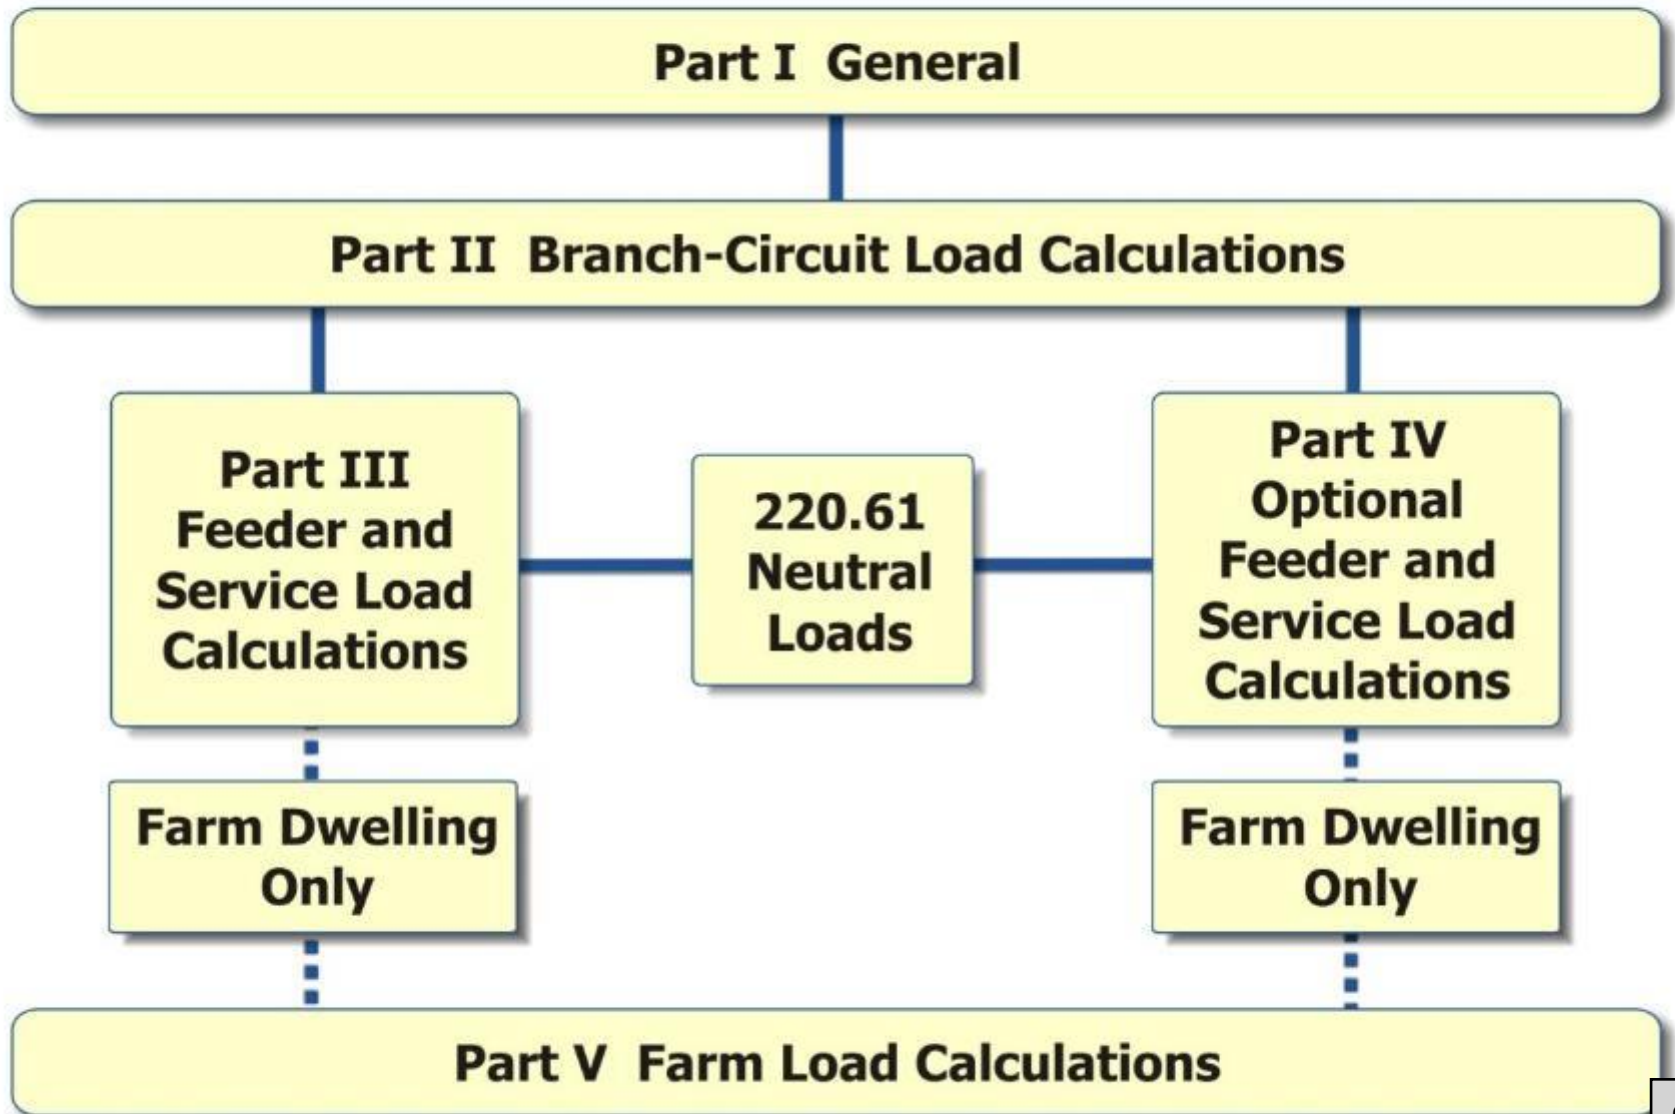 Part I General
Part II Branch-Circuit Load Calculations
Part III
Feeder and
Service Load
Calculations
220.61
Neutral
Loads
Part IV
Optional
Feeder and
Service Load
Calculations
Farm Dwelling
Only
Farm Dwelling
Only
Part V Farm Load Calculations